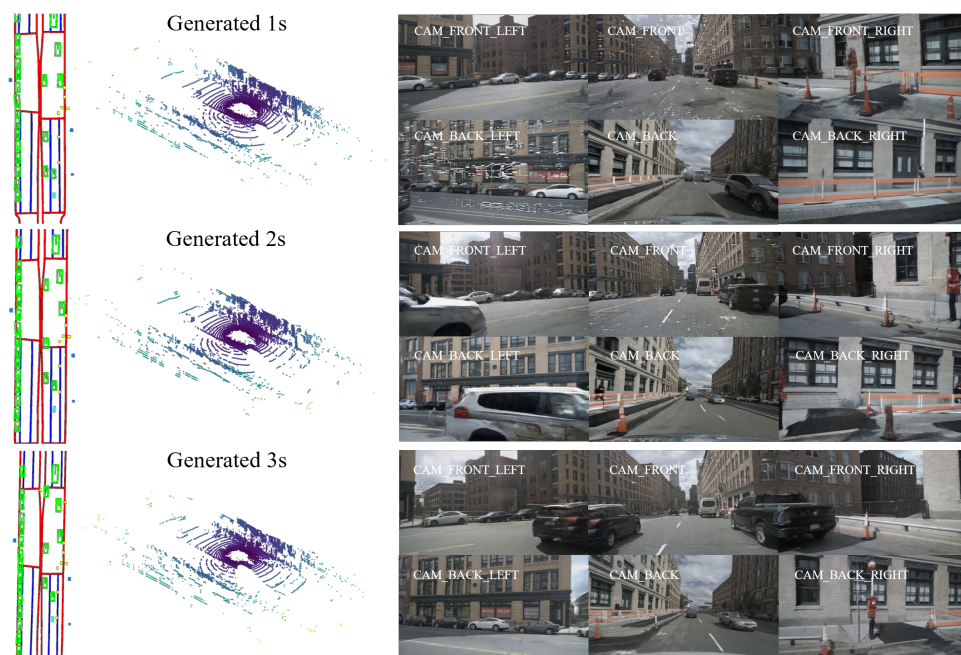 Generated 1s
CAM_FRONT_LEFT
CAM_FRONT
CAM_FRONT_RIGHT
CAM_BACK_LEFT
CAM_BACK
CAM_BACK_RIGHT
Generated 2s
CAM_FRONT_LEFT
CAM_FRONT
CAM_FRONT_RIGHT
CAM_BACK_LEFT
CAM_BACK
CAM_BACK_RIGHT
Generated 3s
CAM_FRONT_LEFT
CAM_FRONT
CAM_FRONT_RIGHT
CAM_BACK_LEFT
CAM_BACK
CAM_BACK_RIGHT